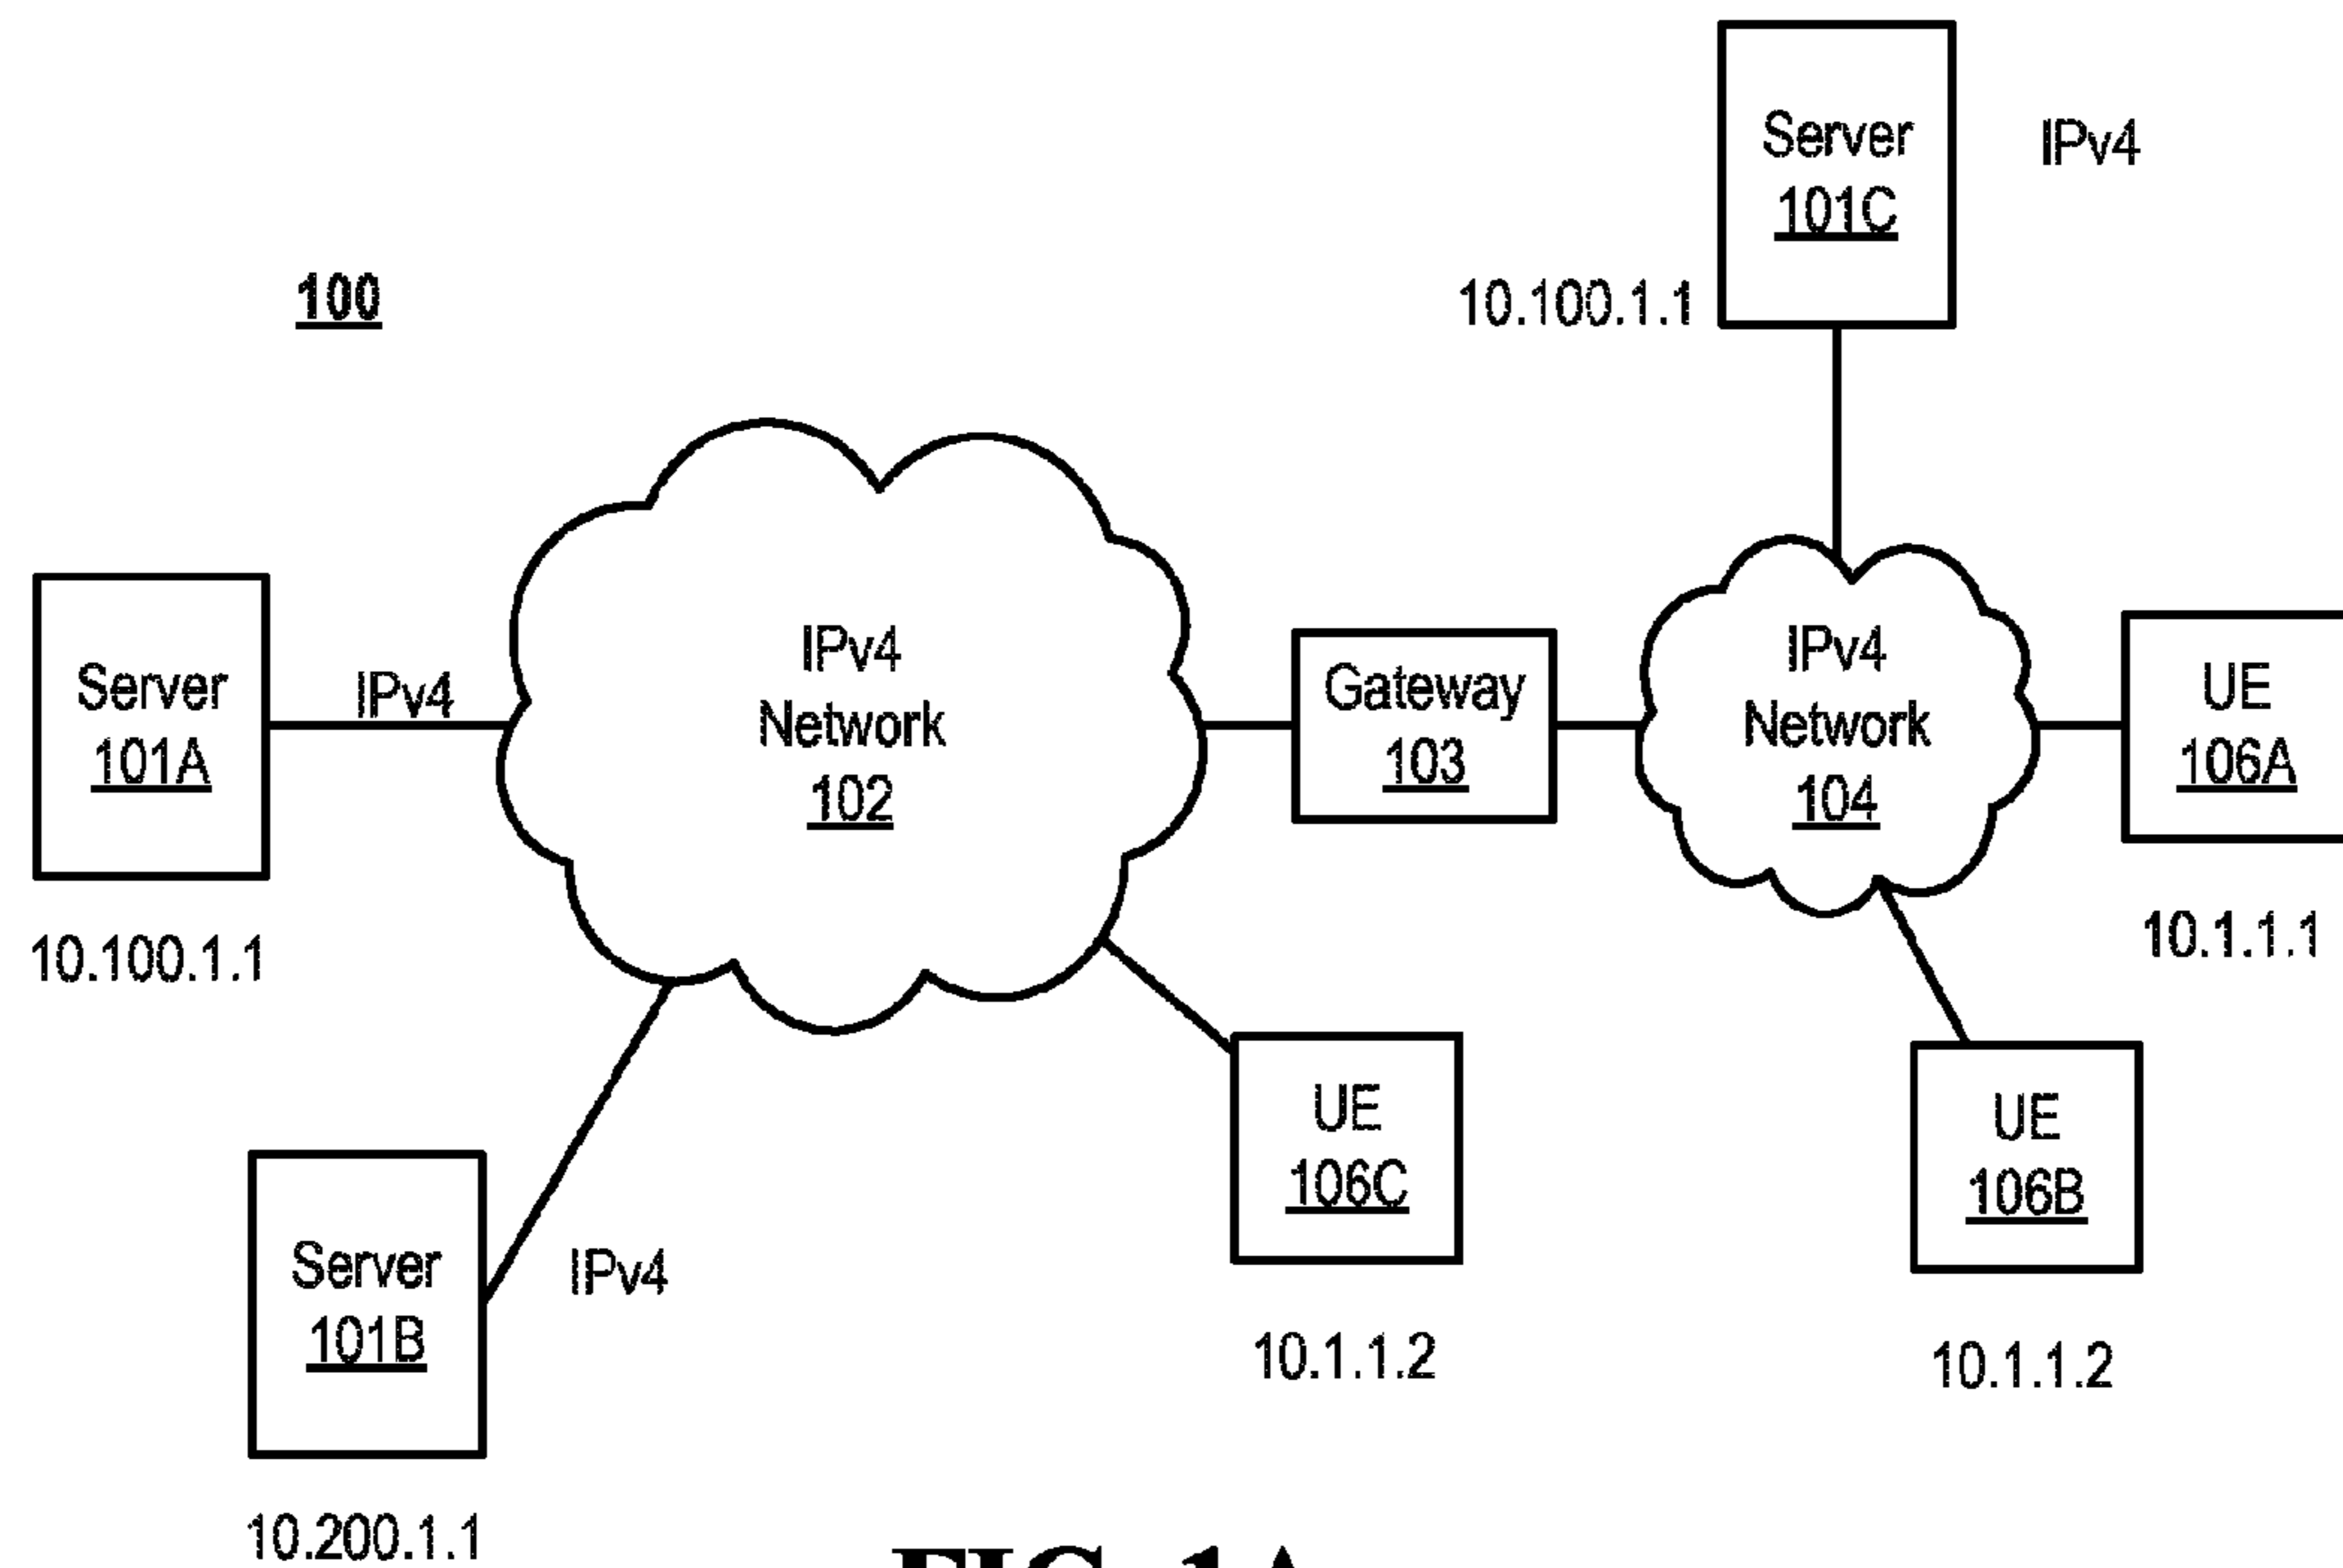 Server
101C
IPv4
10.100.1.1
100
Server
101A
IPv4
10.100.1.1
IPv4
Network
102
Gateway
103
IPv4
Network
104
UE
106A
10.1.1.1
UE
106C
10.1.1.2
UE
106B
10.1.1.2
Server
101B
IPv4
10.200.1.1
FIG. 1A